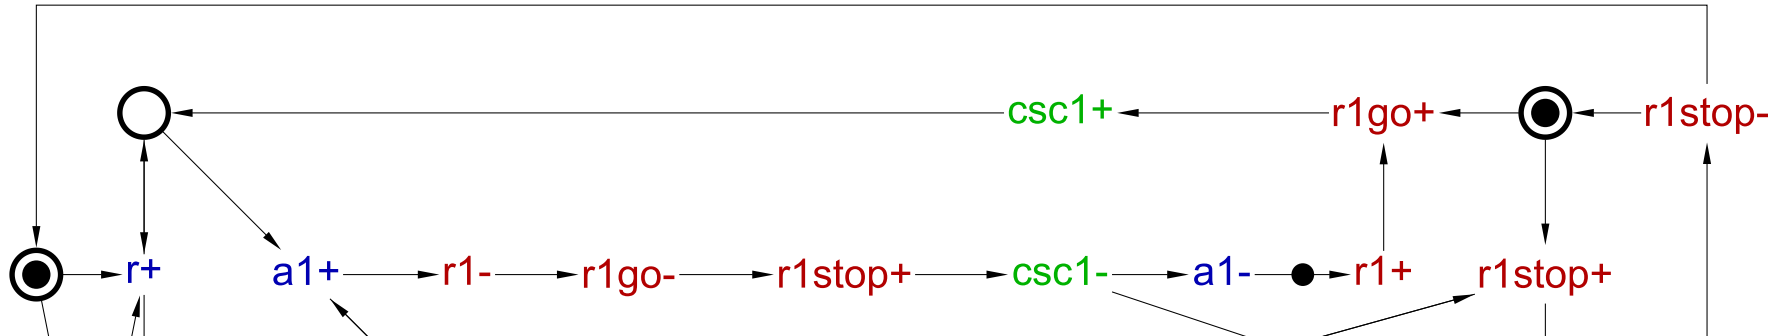 csc1+ r1go+ r1stop-
r+ a1+ r1- r1go- r1stop+ csc1- a1- r1+ r1stop+